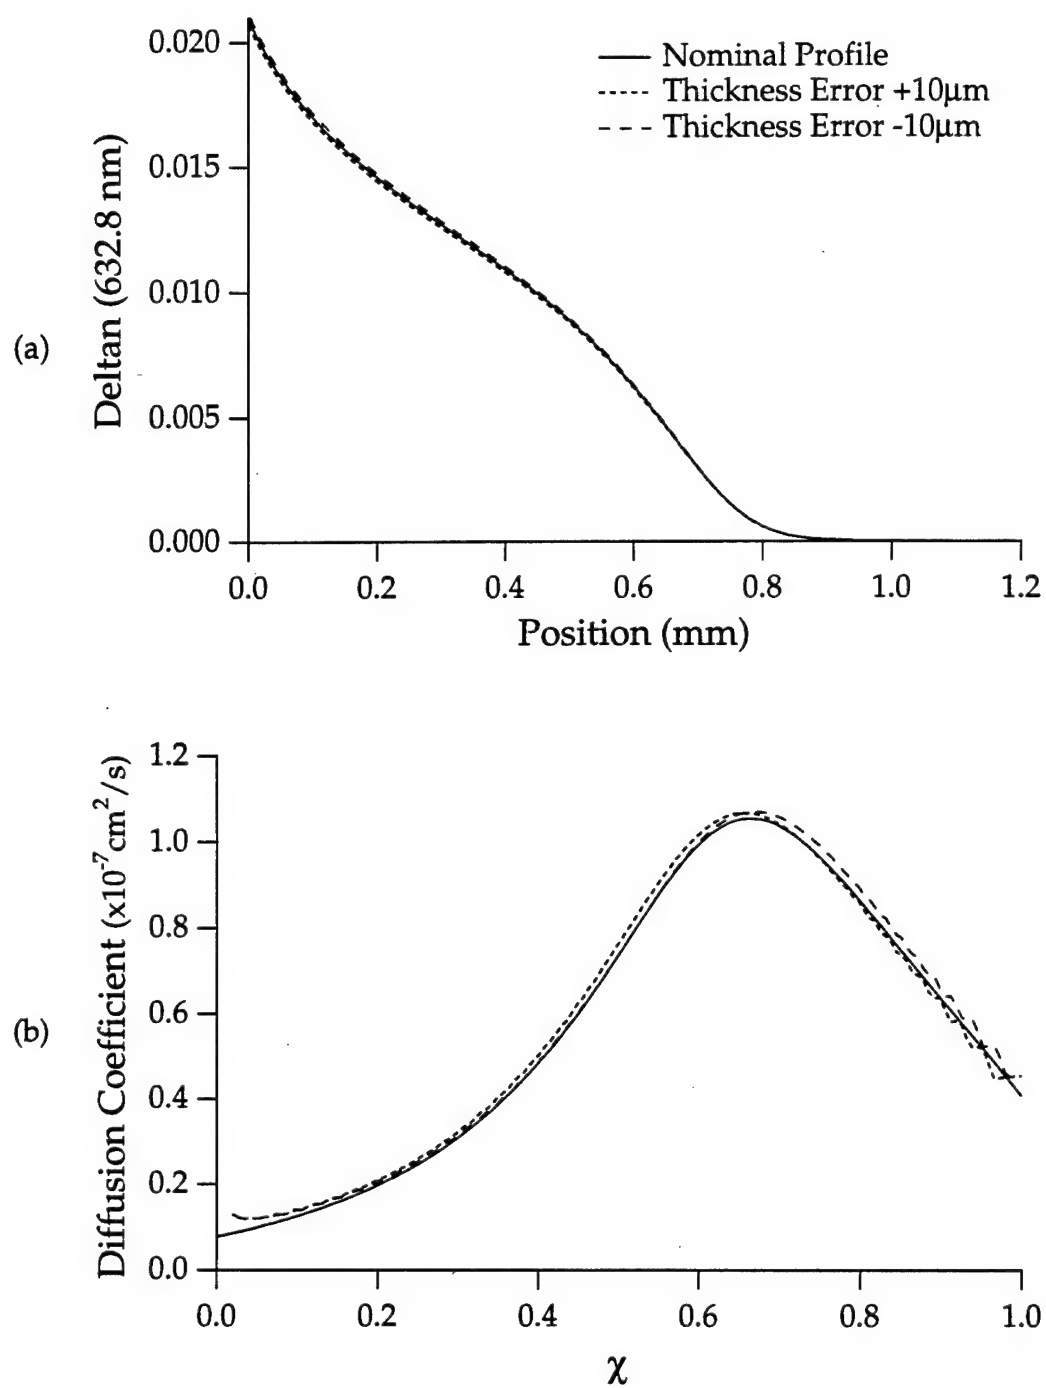 (a)
Deltan (632.8 nm)
0.020
0.015
0.010
0.005
0.000
Nominal Profile
Thickness Error +10µm
Thickness Error -10µm
0.0 0.2 0.4 0.6 0.8 1.0 1.2
Position (mm)
(b)
Diffusion Coefficient (x10⁻⁷cm²/s)
1.2
1.0
0.8
0.6
0.4
0.2
0.0
0.0 0.2 0.4 0.6 0.8 1.0
χ